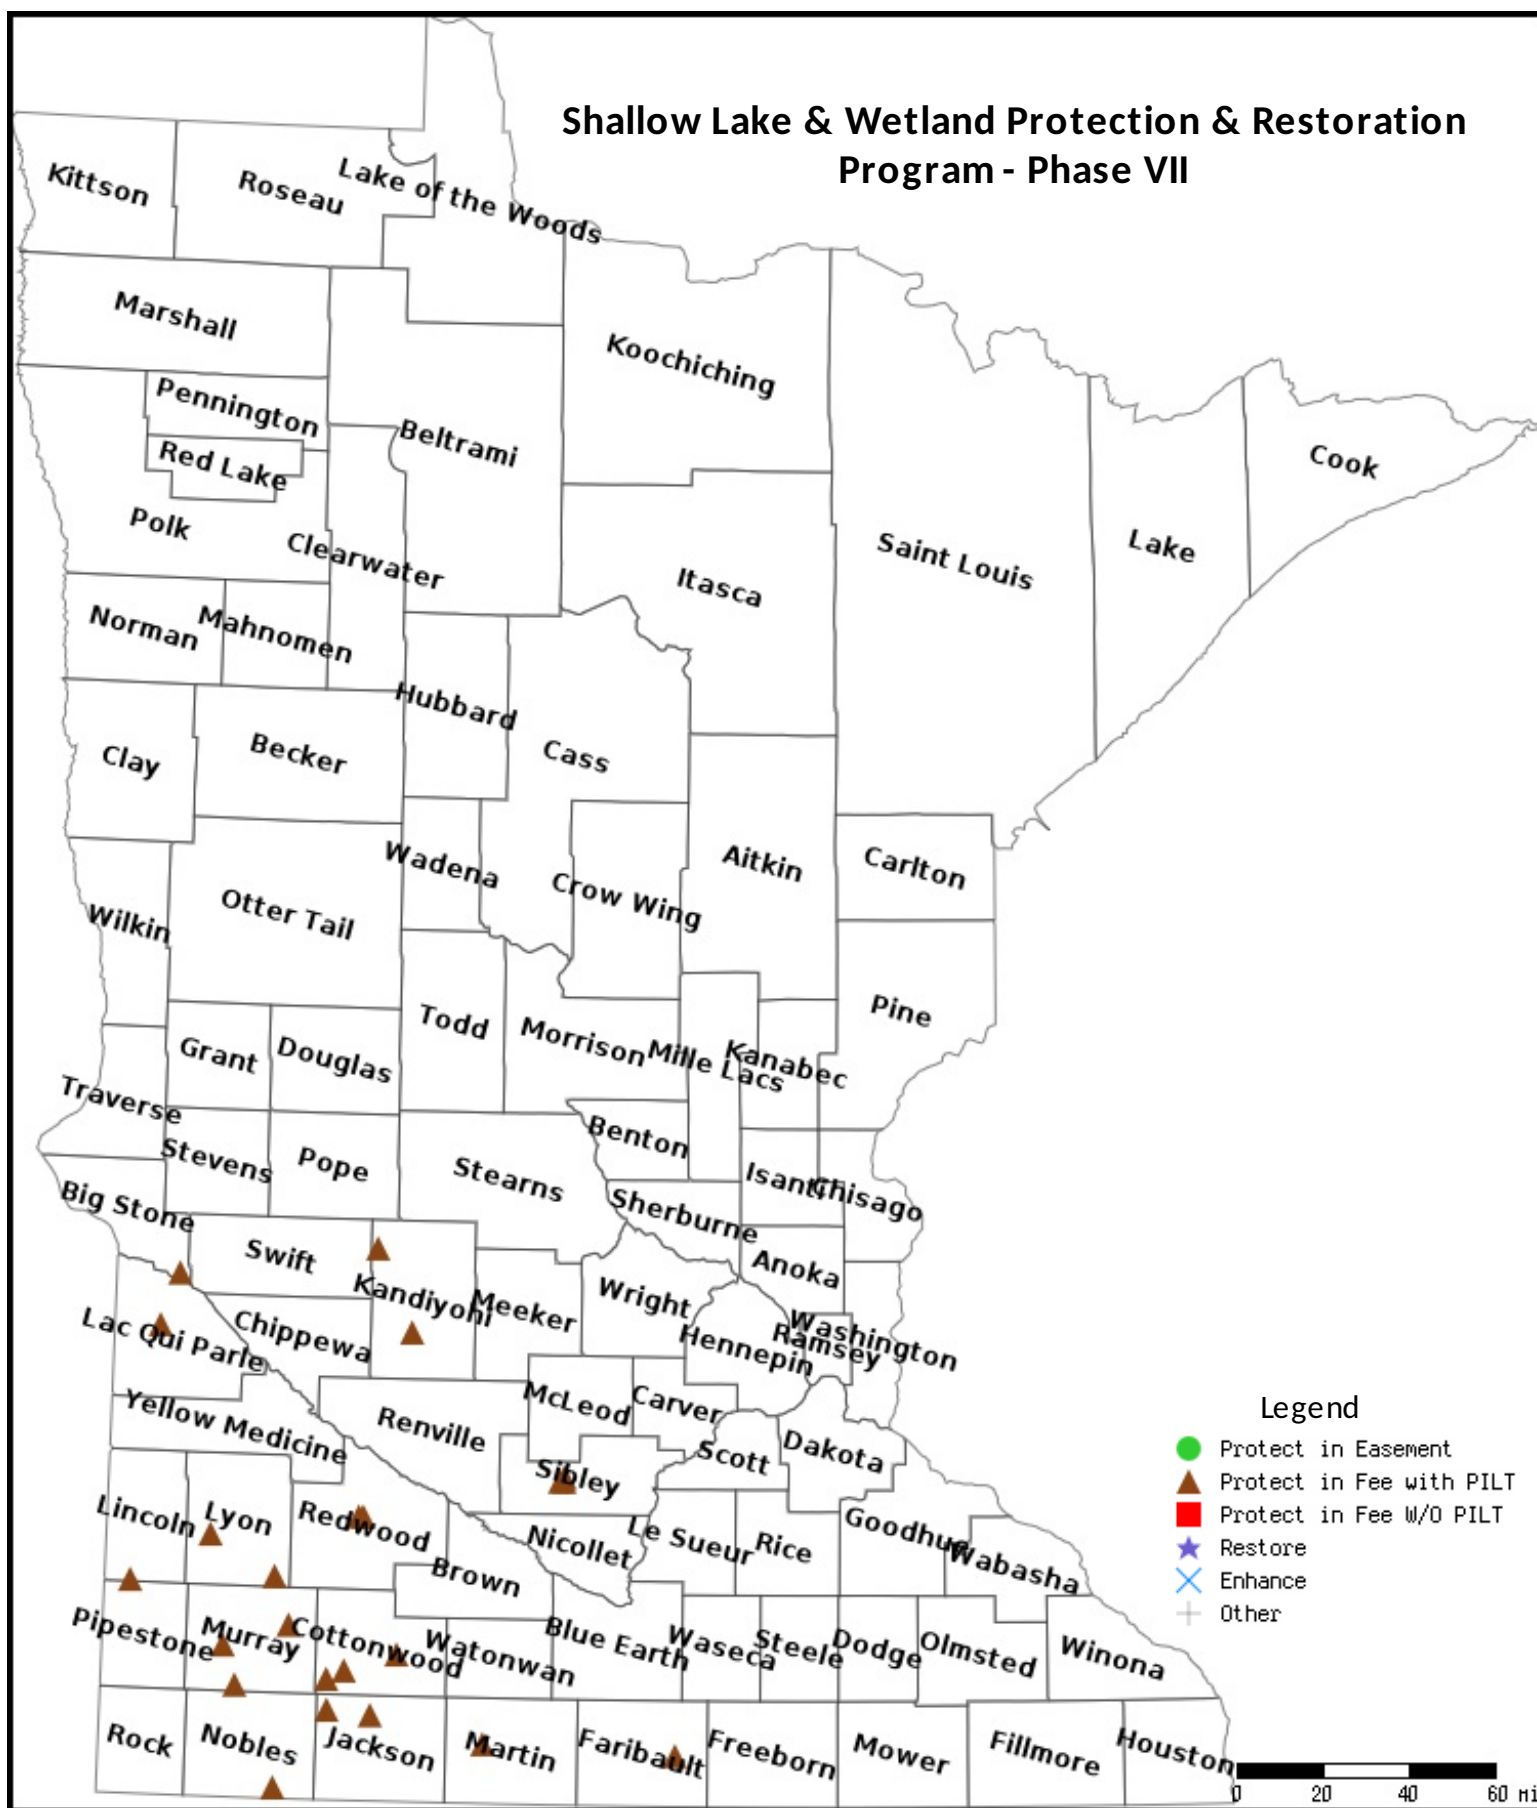 Shallow Lake & Wetland Protection & Restoration
Program - Phase VII
Kittson
Roseau
Lake of the Woods
Marshall
Koochiching
Pennington
Beltrami
Red Lake
Cook
Polk
Clearwater
Saint Louis
Lake
Itasca
Norman
Mahnomen
Hubbard
Clay
Becker
Cass
Wadena
Aitkin
Carlton
Crow Wing
Otter Tail
Wilkin
Todd
Morrison
Pine
Grant
Douglas
Mille Lacs
Kanabec
Traverse
Benton
Stevens
Pope
Stearns
Isanti
Chisago
Big Stone
Sherburne
Swift
Anoka
Kandiyohi
Meeker
Wright
Lac Qui Parle
Chippewa
Hennepin
Ramsey
Washington
McLeod
Carver
Yellow Medicine
Renville
Scott
Dakota
Sibley
Lincoln
Lyon
Redwood
Nicollet
Le Sueur
Rice
Goodhue
Wabasha
Brown
Pipestone
Murray
Cottonwood
Watonwan
Blue Earth
Waseca
Steele
Dodge
Olmsted
Winona
Rock
Nobles
Jackson
Martin
Faribault
Freeborn
Mower
Fillmore
Houston
Legend
Protect in Easement
Protect in Fee with PILT
Protect in Fee W/O PILT
Restore
Enhance
Other
0 20 40 60 Mi